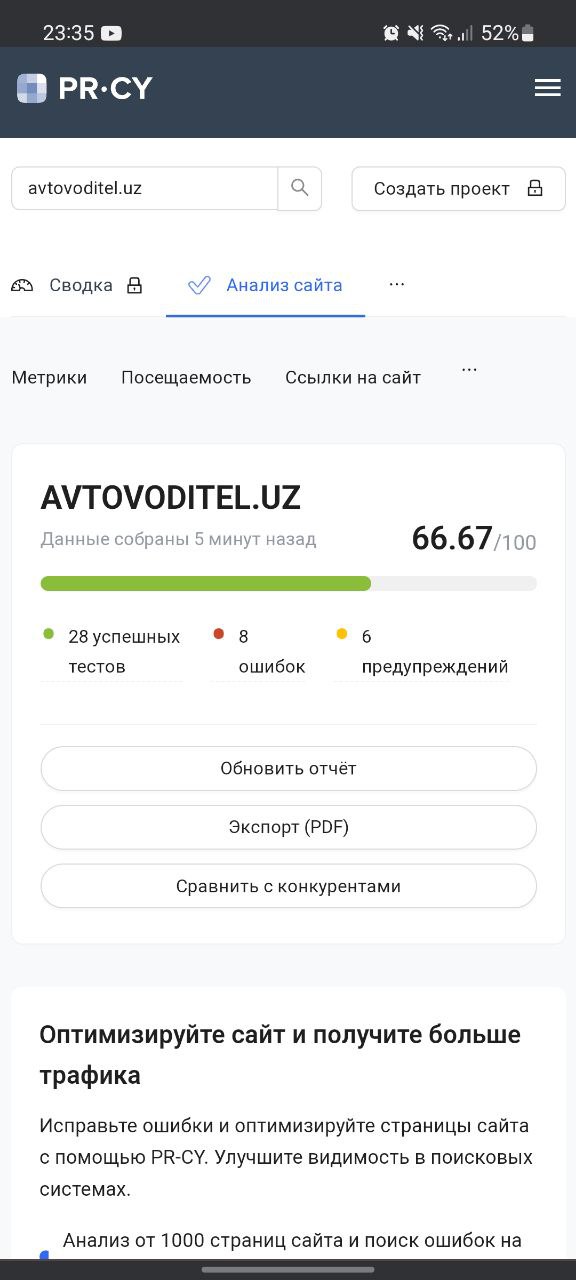 23:35 52%
PR·CY
avtovoditel.uz Создать проект
Сводка Анализ сайта ...
Метрики Посещаемость Ссылки на сайт ...
AVTOVODITEL.UZ
Данные собраны 5 минут назад 66.67/100
28 успешных 8 6
тестов ошибок предупреждений
Обновить отчёт
Экспорт (PDF)
Сравнить с конкурентами
Оптимизируйте сайт и получите больше
трафика
Исправьте ошибки и оптимизируйте страницы сайта
с помощью PR-CY. Улучшите видимость в поисковых
системах.
Анализ от 1000 страниц сайта и поиск ошибок на